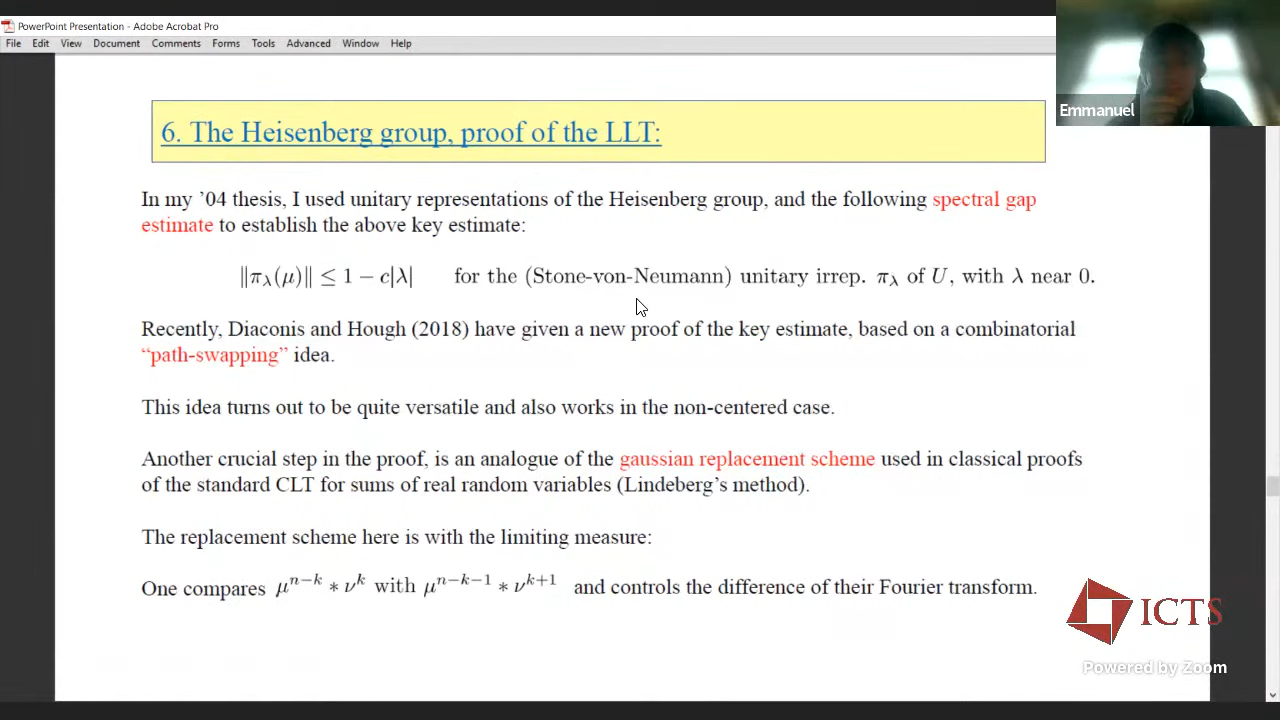 PowerPoint Presentation - Adobe Acrobat Pro
File Edit View Document Comments Forms Tools Advanced Window Help
Emmanuel
6. The Heisenberg group, proof of the LLT:
In my ’04 thesis, I used unitary representations of the Heisenberg group, and the following spectral gap
estimate to establish the above key estimate:
‖π_λ(μ)‖ ≤ 1 − c|λ| for the (Stone-von-Neumann) unitary irrep. π_λ of U, with λ near 0.
Recently, Diaconis and Hough (2018) have given a new proof of the key estimate, based on a combinatorial
“path-swapping” idea.
This idea turns out to be quite versatile and also works in the non-centered case.
Another crucial step in the proof, is an analogue of the gaussian replacement scheme used in classical proofs
of the standard CLT for sums of real random variables (Lindeberg’s method).
The replacement scheme here is with the limiting measure:
One compares μ^{n−k} ∗ ν^k with μ^{n−k−1} ∗ ν^{k+1} and controls the difference of their Fourier transform.
ICTS
Powered by Zoom